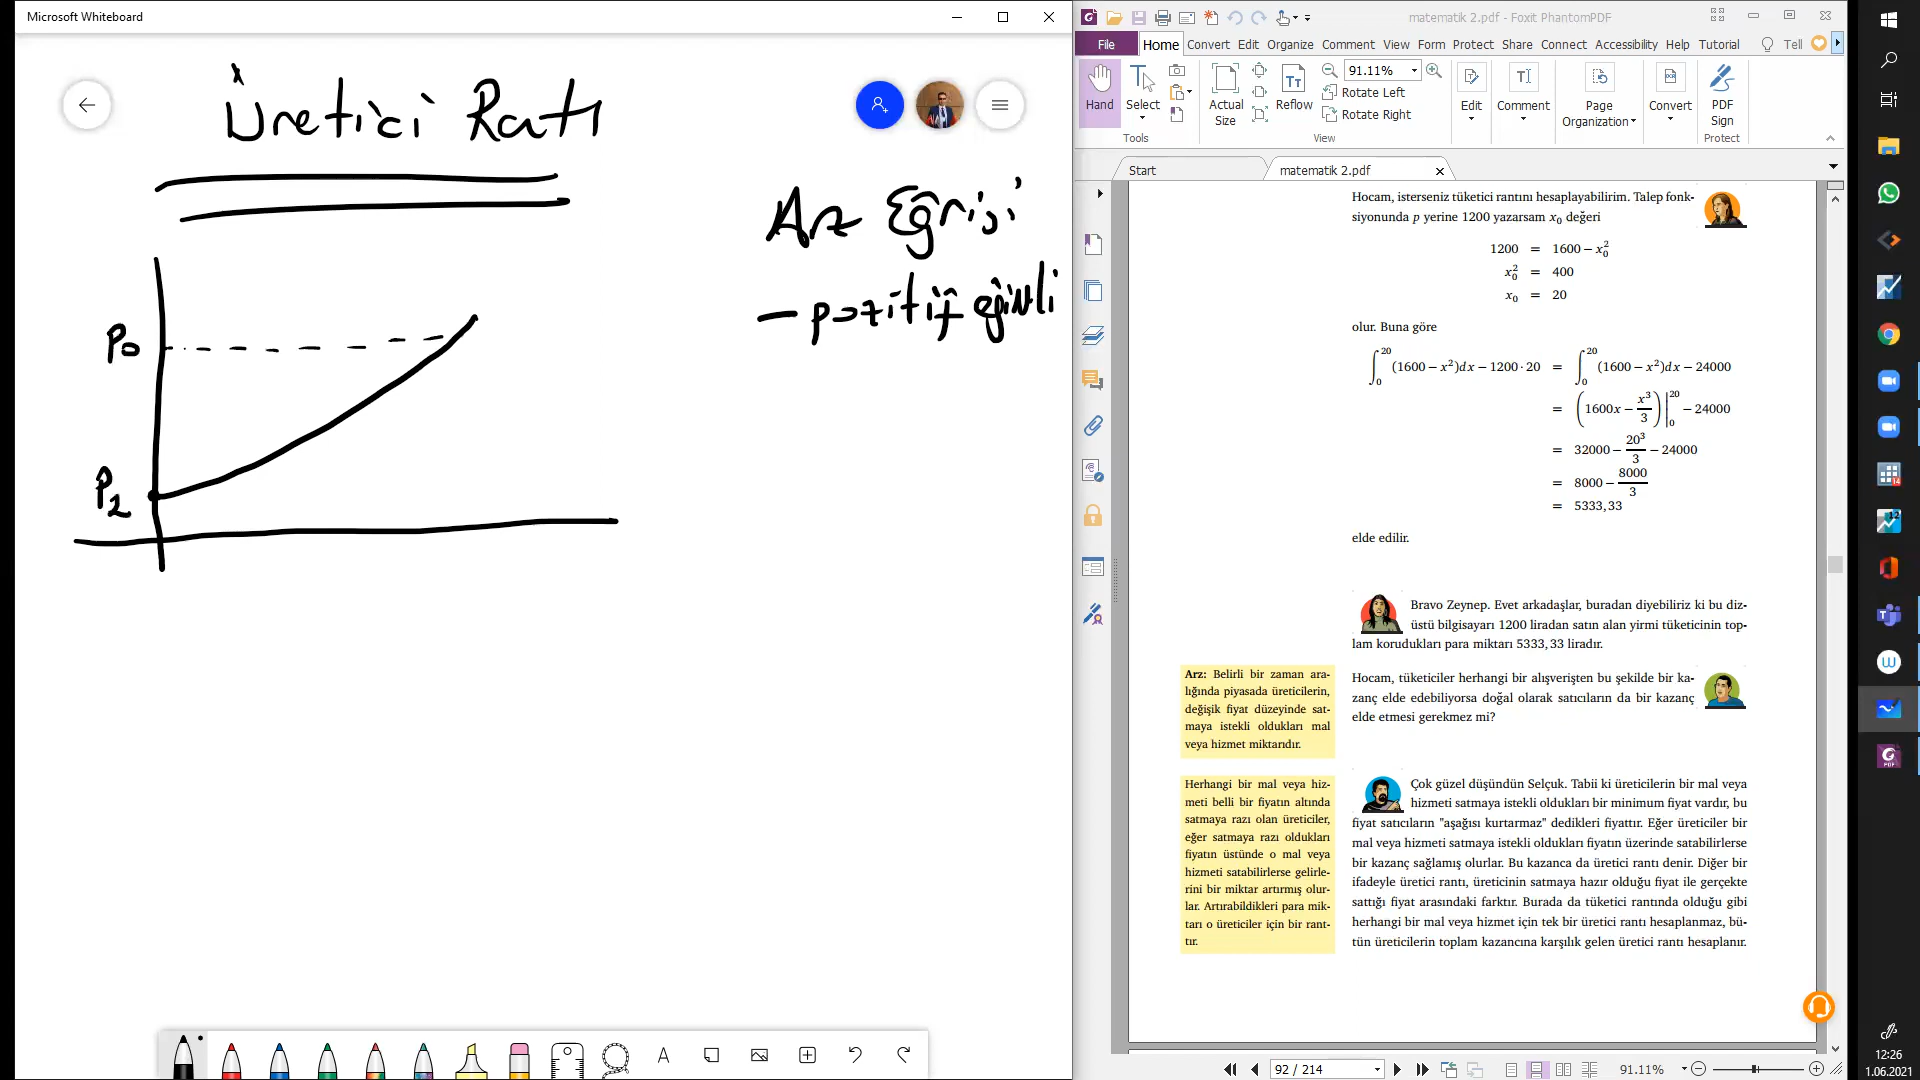 Microsoft Whiteboard
Üretici Rantı
Arz Eğrisi
— pozitif eğimli
P0
P2
matematik 2.pdf - Foxit PhantomPDF
File Home Convert Edit Organize Comment View Form Protect Share Connect Accessibility Help Tutorial Tell
Hand Select Actual Size Reflow 91.11% Rotate Left Rotate Right Edit Comment Page Organization Convert PDF Sign
Tools View Protect
Start matematik 2.pdf
Hocam, isterseniz tüketici rantını hesaplayabilirim. Talep fonk-
siyonunda p yerine 1200 yazarsam x₀ değeri
1200 = 1600 − x₀²
x₀² = 400
x₀ = 20
olur. Buna göre
∫₀²⁰ (1600 − x²)dx − 1200·20 = ∫₀²⁰ (1600 − x²)dx − 24000
= (1600x − x³/3)|₀²⁰ − 24000
= 32000 − 20³/3 − 24000
= 8000 − 8000/3
= 5333,33
elde edilir.
Bravo Zeynep. Evet arkadaşlar, buradan diyebiliriz ki bu diz-
üstü bilgisayarı 1200 liradan satın alan yirmi tüketicinin top-
lam korudukları para miktarı 5333,33 liradır.
Arz: Belirli bir zaman ara-
lığında piyasada üreticilerin,
değişik fiyat düzeyinde sat-
maya istekli oldukları mal
veya hizmet miktarıdır.
Hocam, tüketiciler herhangi bir alışverişten bu şekilde bir ka-
zanç elde edebiliyorsa doğal olarak satıcıların da bir kazanç
elde etmesi gerekmez mi?
Herhangi bir mal veya hiz-
meti belli bir fiyatın altında
satmaya razı olan üreticiler,
eğer satmaya razı oldukları
fiyatın üstünde o mal veya
hizmeti satabilirlerse gelirle-
rini bir miktar artırmış olur-
lar. Artırabildikleri para mik-
tarı o üreticiler için bir rant-
tır.
Çok güzel düşündün Selçuk. Tabii ki üreticilerin bir mal veya
hizmeti satmaya istekli oldukları bir minimum fiyat vardır, bu
fiyat satıcıların "aşağısı kurtarmaz" dedikleri fiyattır. Eğer üreticiler bir
mal veya hizmeti satmaya istekli oldukları fiyatın üzerinde satabilirlerse
bir kazanç sağlamış olurlar. Bu kazanca da üretici rantı denir. Diğer bir
ifadeyle üretici rantı, üreticinin satmaya hazır olduğu fiyat ile gerçekte
sattığı fiyat arasındaki farktır. Burada da tüketici rantında olduğu gibi
herhangi bir mal veya hizmet için tek bir üretici rantı hesaplanmaz, bü-
tün üreticilerin toplam kazancına karşılık gelen üretici rantı hesaplanır.
92 / 214
91.11%
12:26
1.06.2021